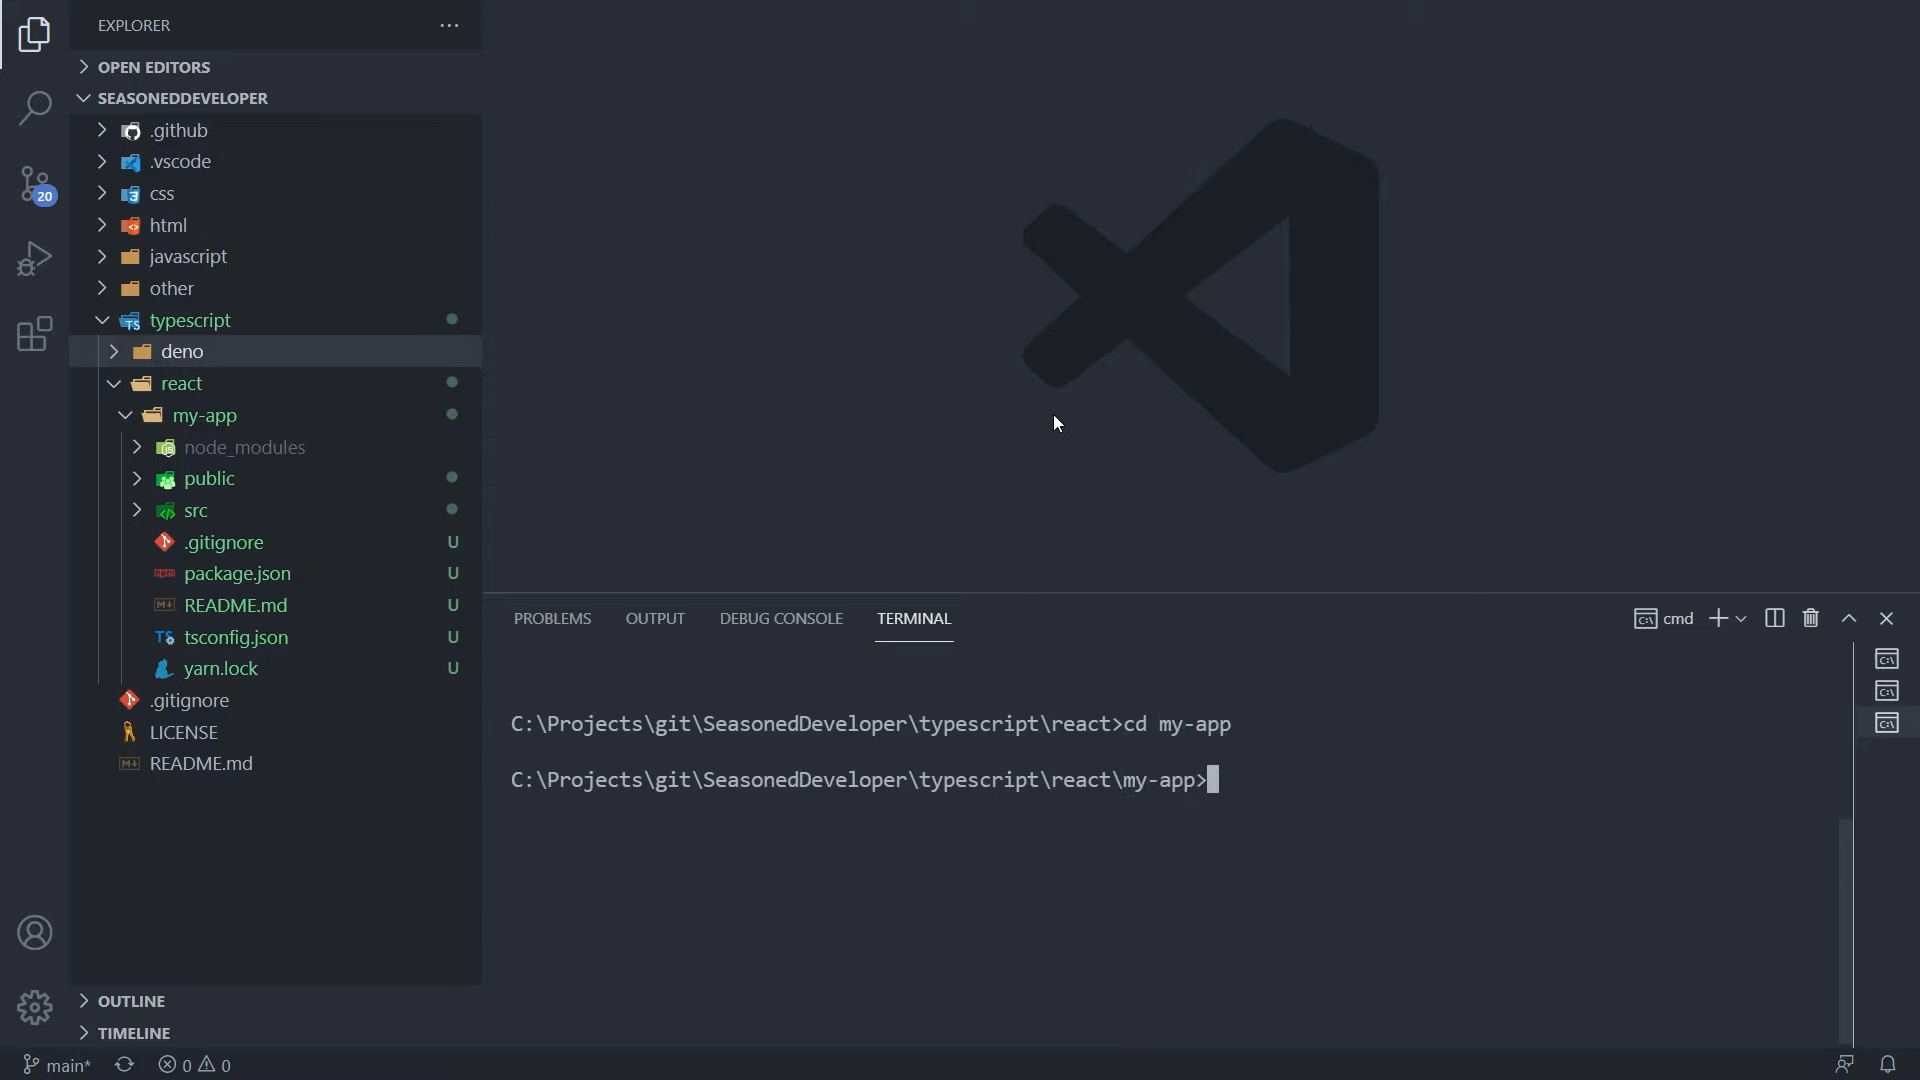 EXPLORER
OPEN EDITORS
SEASONEDDEVELOPER
.github
.vscode
css
html
javascript
other
typescript
deno
react
my-app
node_modules
public
src
.gitignore U
package.json U
README.md U
tsconfig.json U
yarn.lock U
.gitignore
LICENSE
README.md
OUTLINE
TIMELINE
20
PROBLEMS OUTPUT DEBUG CONSOLE TERMINAL
cmd
C:\Projects\git\SeasonedDeveloper\typescript\react>cd my-app
C:\Projects\git\SeasonedDeveloper\typescript\react\my-app>
main* 0 0